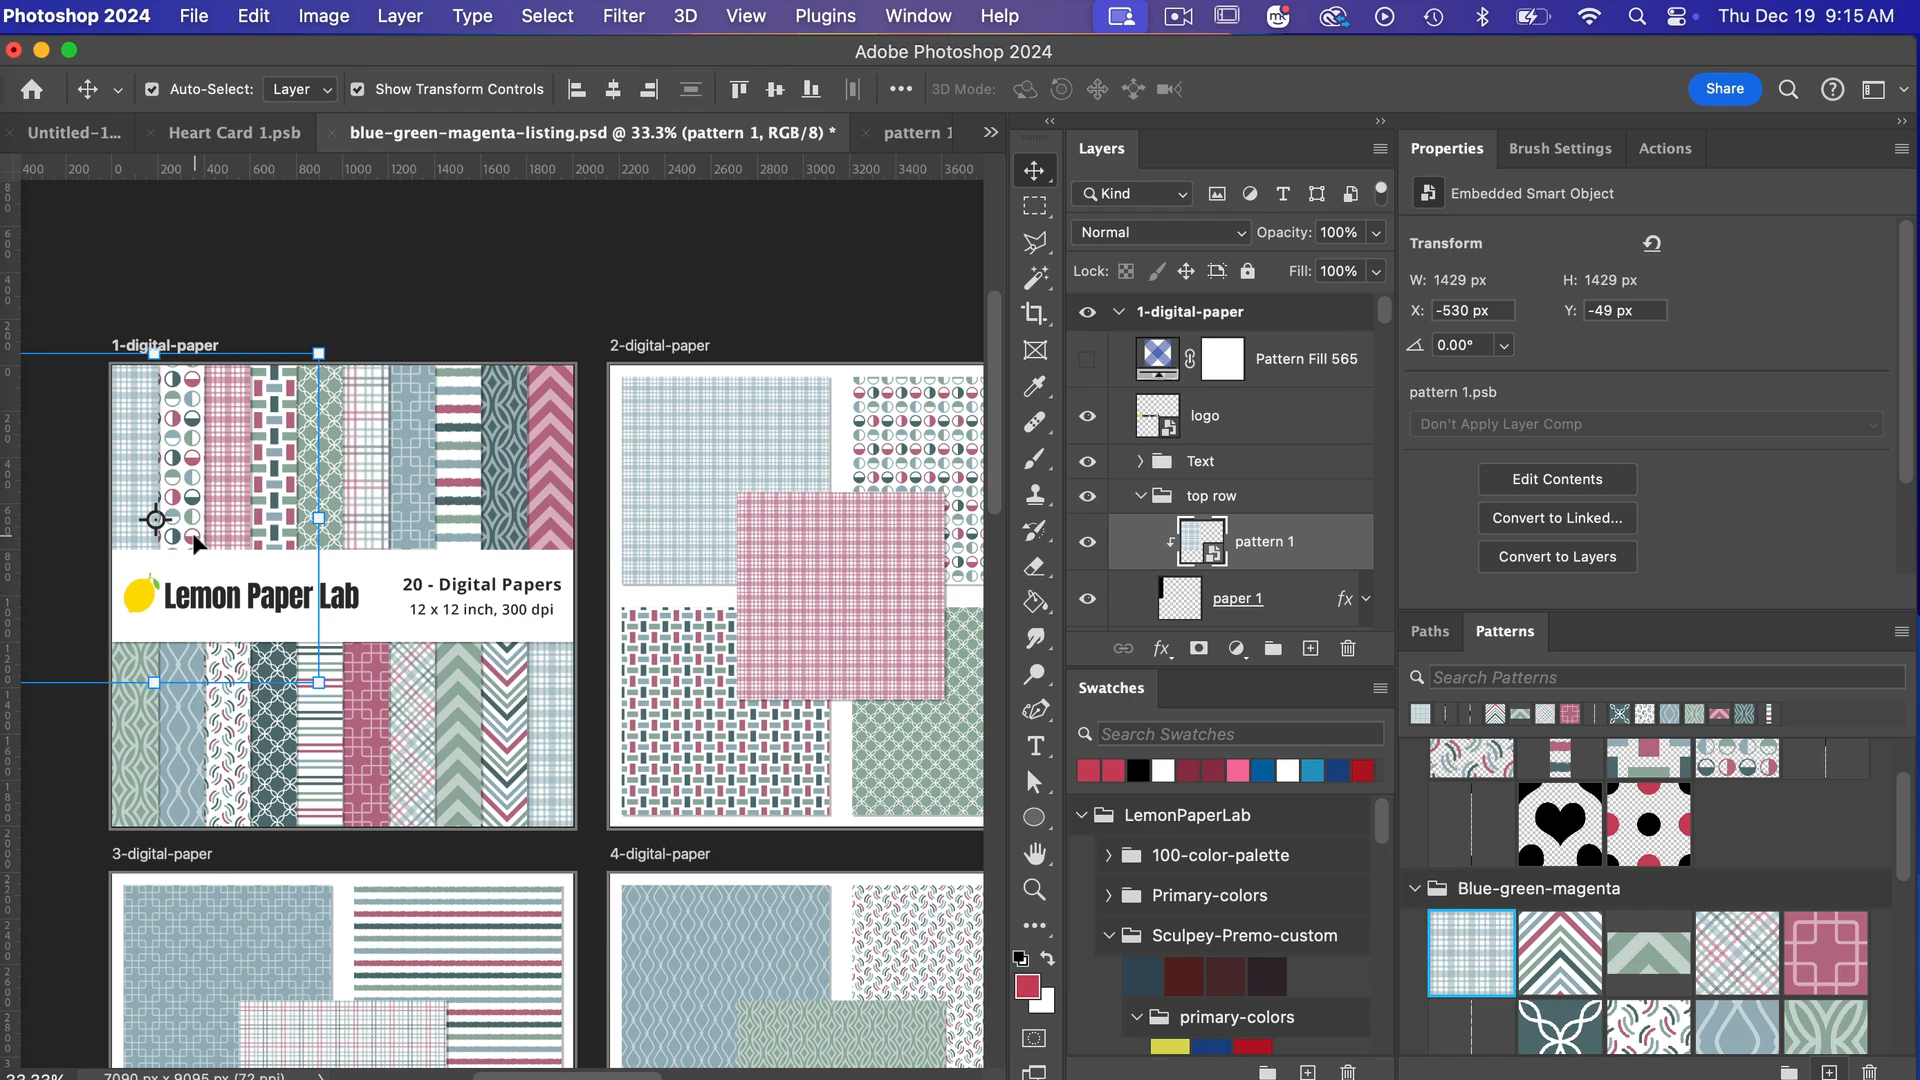 Photoshop 2024 File Edit Image Layer Type Select Filter 3D View Plugins Window Help Thu Dec 19 9:15 AM
Adobe Photoshop 2024
Auto-Select: Layer Show Transform Controls 3D Mode: Share
Untitled-1... Heart Card 1.psb blue-green-magenta-listing.psd @ 33.3% (pattern 1, RGB/8) * pattern 1
400 200 0 200 400 600 800 1000 1200 1400 1600 1800 2000 2200 2400 2600 2800 3000 3200 3400 3600
1-digital-paper
2-digital-paper
Lemon Paper Lab
20 - Digital Papers
12 x 12 inch, 300 dpi
3-digital-paper
4-digital-paper
33.33% 7090 px x 9095 px (72 ppi)
Layers
Kind
Normal Opacity: 100%
Lock: Fill: 100%
1-digital-paper
Pattern Fill 565
logo
Text
top row
pattern 1
paper 1 fx
fx
Swatches
Search Swatches
LemonPaperLab
100-color-palette
Primary-colors
Sculpey-Premo-custom
primary-colors
Properties Brush Settings Actions
Embedded Smart Object
Transform
W: 1429 px H: 1429 px
X: -530 px Y: -49 px
0.00°
pattern 1.psb
Don't Apply Layer Comp
Edit Contents
Convert to Linked...
Convert to Layers
Paths Patterns
Search Patterns
Blue-green-magenta